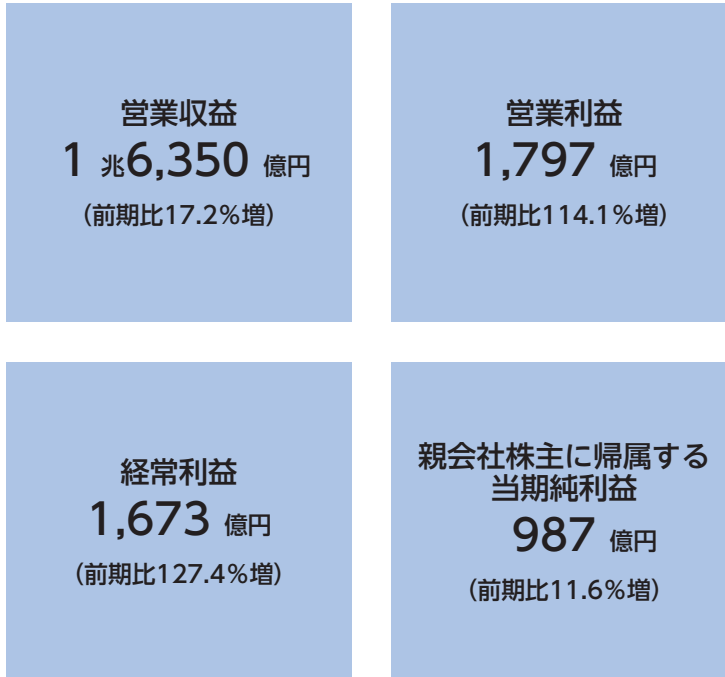 営業収益
1 兆6,350 億円
（前期比17.2％増）
営業利益
1,797 億円
（前期比114.1％増）
経常利益
1,673 億円
（前期比127.4％増）
親会社株主に帰属する
当期純利益
987 億円
（前期比11.6％増）